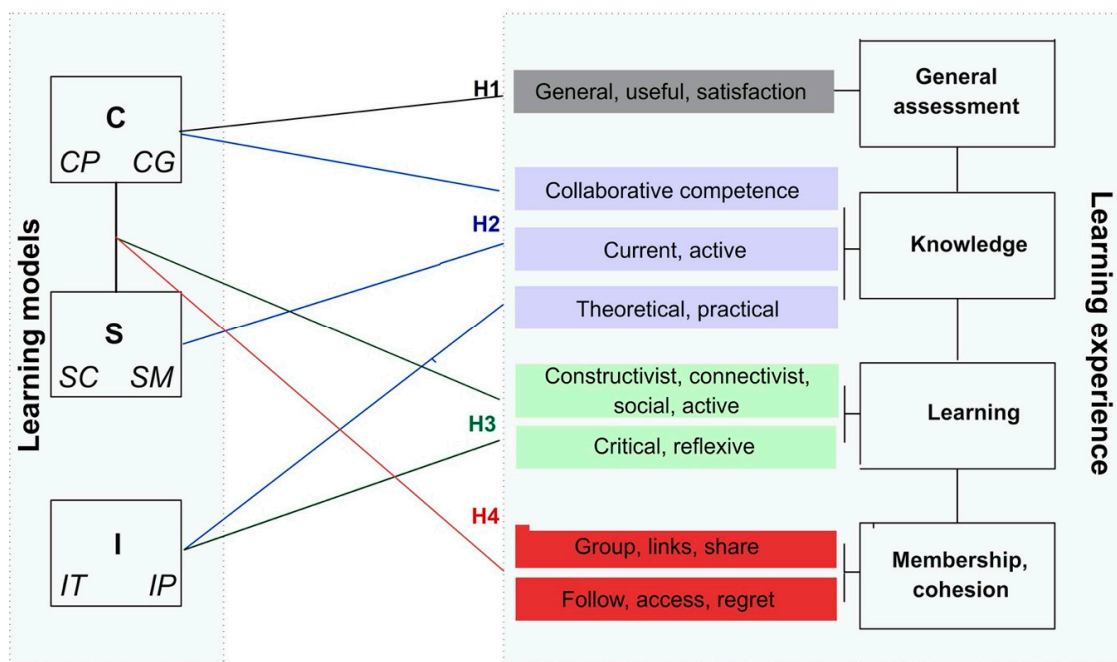 Learning models
C
CP CG
S
SC SM
I
IT IP
H1
H2
H3
H4
General, useful, satisfaction
Collaborative competence
Current, active
Theoretical, practical
Constructivist, connectivist,
social, active
Critical, reflexive
Group, links, share
Follow, access, regret
General
assessment
Knowledge
Learning
Membership,
cohesion
Learning experience